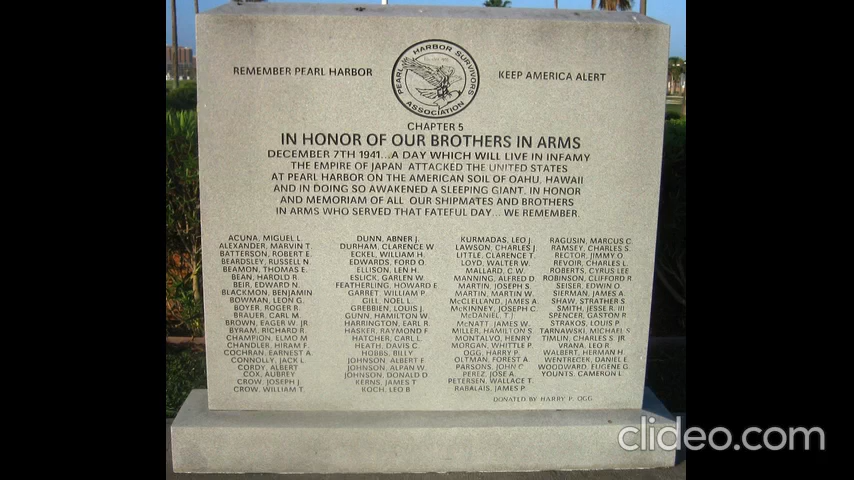 REMEMBER PEARL HARBOR
PEARL HARBOR SURVIVORS ASSOCIATION
KEEP AMERICA ALERT
CHAPTER 5
IN HONOR OF OUR BROTHERS IN ARMS
DECEMBER 7TH 1941...A DAY WHICH WILL LIVE IN INFAMY
THE EMPIRE OF JAPAN ATTACKED THE UNITED STATES
AT PEARL HARBOR ON THE AMERICAN SOIL OF OAHU, HAWAII
AND IN DOING SO AWAKENED A SLEEPING GIANT. IN HONOR
AND MEMORIAM OF ALL OUR SHIPMATES AND BROTHERS
IN ARMS WHO SERVED THAT FATEFUL DAY... WE REMEMBER.
ACUNA, MIGUEL L.
ALEXANDER, MARVIN T.
BATTERSON, ROBERT E.
BEARDSLEY, RUSSELL N.
BEAMON, THOMAS E.
BEAN, HAROLD R.
BEIR, EDWARD N.
BLACKMON, BENJAMIN
BOWMAN, LEON G.
BOYER, ROGER B.
BRAUER, CARL M.
BROWN, EAGER W. JR
BYRAM, RICHARD R.
CHAMPION, ELMO M.
CHANDLER, HIRAM F.
COCHRAN, EARNEST A.
CONNOLLY, JACK L.
CORDY, ALBERT
COX, AUBREY
CROW, JOSEPH J.
CROW, WILLIAM T.
DUNN, ABNER J.
DURHAM, CLARENCE W.
ECKEL, WILLIAM H.
EDWARDS, FORD O.
ELLISON, LEN H.
ESLICK, GARLEN W.
FEATHERLING, HOWARD E.
GARRET, WILLIAM P.
GILL, NOEL L.
GREBBIEN, LOUIS J.
GUNN, HAMILTON W.
HARRINGTON, EARL R.
HASKER, RAYMOND F.
HATCHER, CARL L.
HEATH, DAVIS C.
HOBBS, BILLY
JOHNSON, ALBERT E.
JOHNSON, ALPAN W.
JOHNSON, DONALD D.
KERNS, JAMES T.
KOCH, LEO B.
KURMADAS, LEO J.
LAWSON, CHARLES J.
LITTLE, CLARENCE T.
LOYD, WALTER W.
MALLARD, C.W.
MANNING, ALFRED D.
MARTIN, JOSEPH S.
MARTIN, MARTIN W.
McCLELLAND, JAMES A.
McKINNEY, JOSEPH C.
McDANIEL, T.J.
McNATT, JAMES W.
MILLER, HAMILTON S.
MONTALVO, HENRY
MORGAN, WHITTLE P.
OGG, HARRY P.
OLTMAN, FOREST A.
PARSONS, JOHN C.
PEREZ, JOSE A.
PETERSEN, WALLACE T.
RABALAIS, JAMES P.
RAGUSIN, MARCUS C.
RAMSEY, CHARLES S.
RECTOR, JIMMY O.
REVOIR, CHARLES L.
ROBERTS, CYRUS LEE
ROBINSON, CLIFFORD R.
SEISER, EDWIN O.
SIERMAN, JAMES A.
SHAW, STRATHER S.
SMITH, JESSE R. III
SPENCER, GASTON R.
STRAKOS, LOUIS P.
TARNAWSKI, MICHAEL S.
TIMLIN, CHARLES S. JR
VRANA, LEO R.
WALBERT, HERMAN H.
WENTRECEK, DANIEL E.
WOODWARD, EUGENE G.
YOUNTS, CAMERON L.
DONATED BY HARRY P. OGG
clideo.com